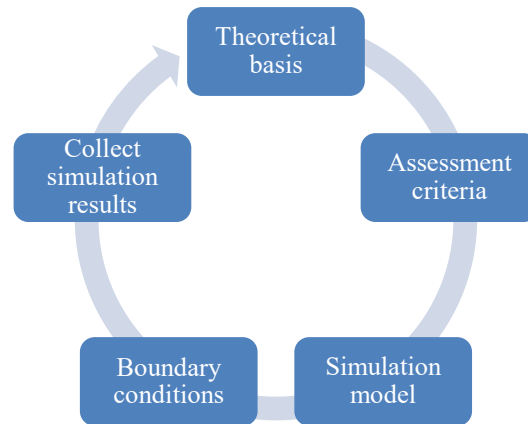 Theoretical
basis
Assessment
criteria
Simulation
model
Boundary
conditions
Collect
simulation
results